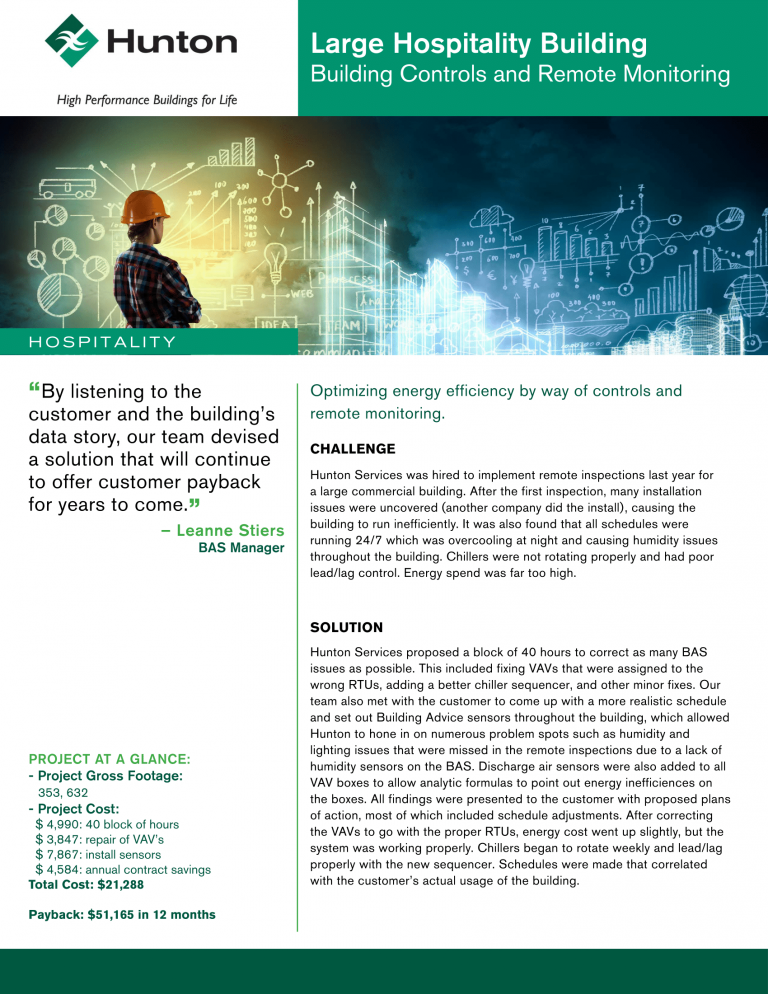 Hunton
High Performance Buildings for Life
Large Hospitality Building
Building Controls and Remote Monitoring
100 200
200
WEB
PROCESS
IDEA
TEAM
HOSPITALITY
“By listening to the
customer and the building’s
data story, our team devised
a solution that will continue
to offer customer payback
for years to come.”
– Leanne Stiers
BAS Manager
PROJECT AT A GLANCE:
- Project Gross Footage:
353, 632
- Project Cost:
$ 4,990: 40 block of hours
$ 3,847: repair of VAV’s
$ 7,867: install sensors
$ 4,584: annual contract savings
Total Cost: $21,288
Payback: $51,165 in 12 months
Optimizing energy efficiency by way of controls and
remote monitoring.
CHALLENGE
Hunton Services was hired to implement remote inspections last year for
a large commercial building. After the first inspection, many installation
issues were uncovered (another company did the install), causing the
building to run inefficiently. It was also found that all schedules were
running 24/7 which was overcooling at night and causing humidity issues
throughout the building. Chillers were not rotating properly and had poor
lead/lag control. Energy spend was far too high.
SOLUTION
Hunton Services proposed a block of 40 hours to correct as many BAS
issues as possible. This included fixing VAVs that were assigned to the
wrong RTUs, adding a better chiller sequencer, and other minor fixes. Our
team also met with the customer to come up with a more realistic schedule
and set out Building Advice sensors throughout the building, which allowed
Hunton to hone in on numerous problem spots such as humidity and
lighting issues that were missed in the remote inspections due to a lack of
humidity sensors on the BAS. Discharge air sensors were also added to all
VAV boxes to allow analytic formulas to point out energy inefficiences on
the boxes. All findings were presented to the customer with proposed plans
of action, most of which included schedule adjustments. After correcting
the VAVs to go with the proper RTUs, energy cost went up slightly, but the
system was working properly. Chillers began to rotate weekly and lead/lag
properly with the new sequencer. Schedules were made that correlated
with the customer’s actual usage of the building.